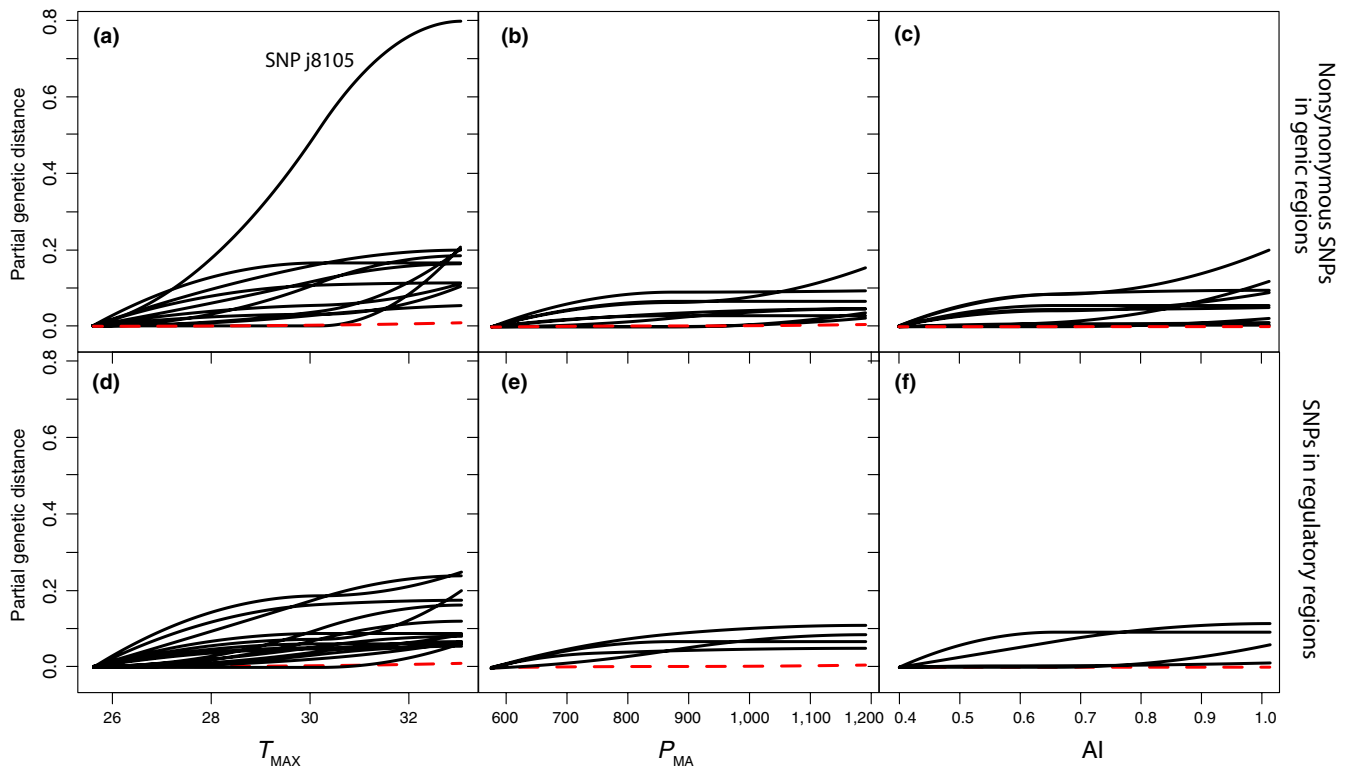 (a)
SNP j8105
(b)
(c)
Partial genetic distance
0.0
0.2
0.4
0.6
0.8
Nonsynonymous SNPs
in genic regions
(d)
(e)
(f)
Partial genetic distance
0.0
0.2
0.4
0.6
0.8
SNPs in regulatory regions
26
28
30
32
600
700
800
900
1,000
1,100
1,200
0.4
0.5
0.6
0.7
0.8
0.9
1.0
TMAX
PMA
AI